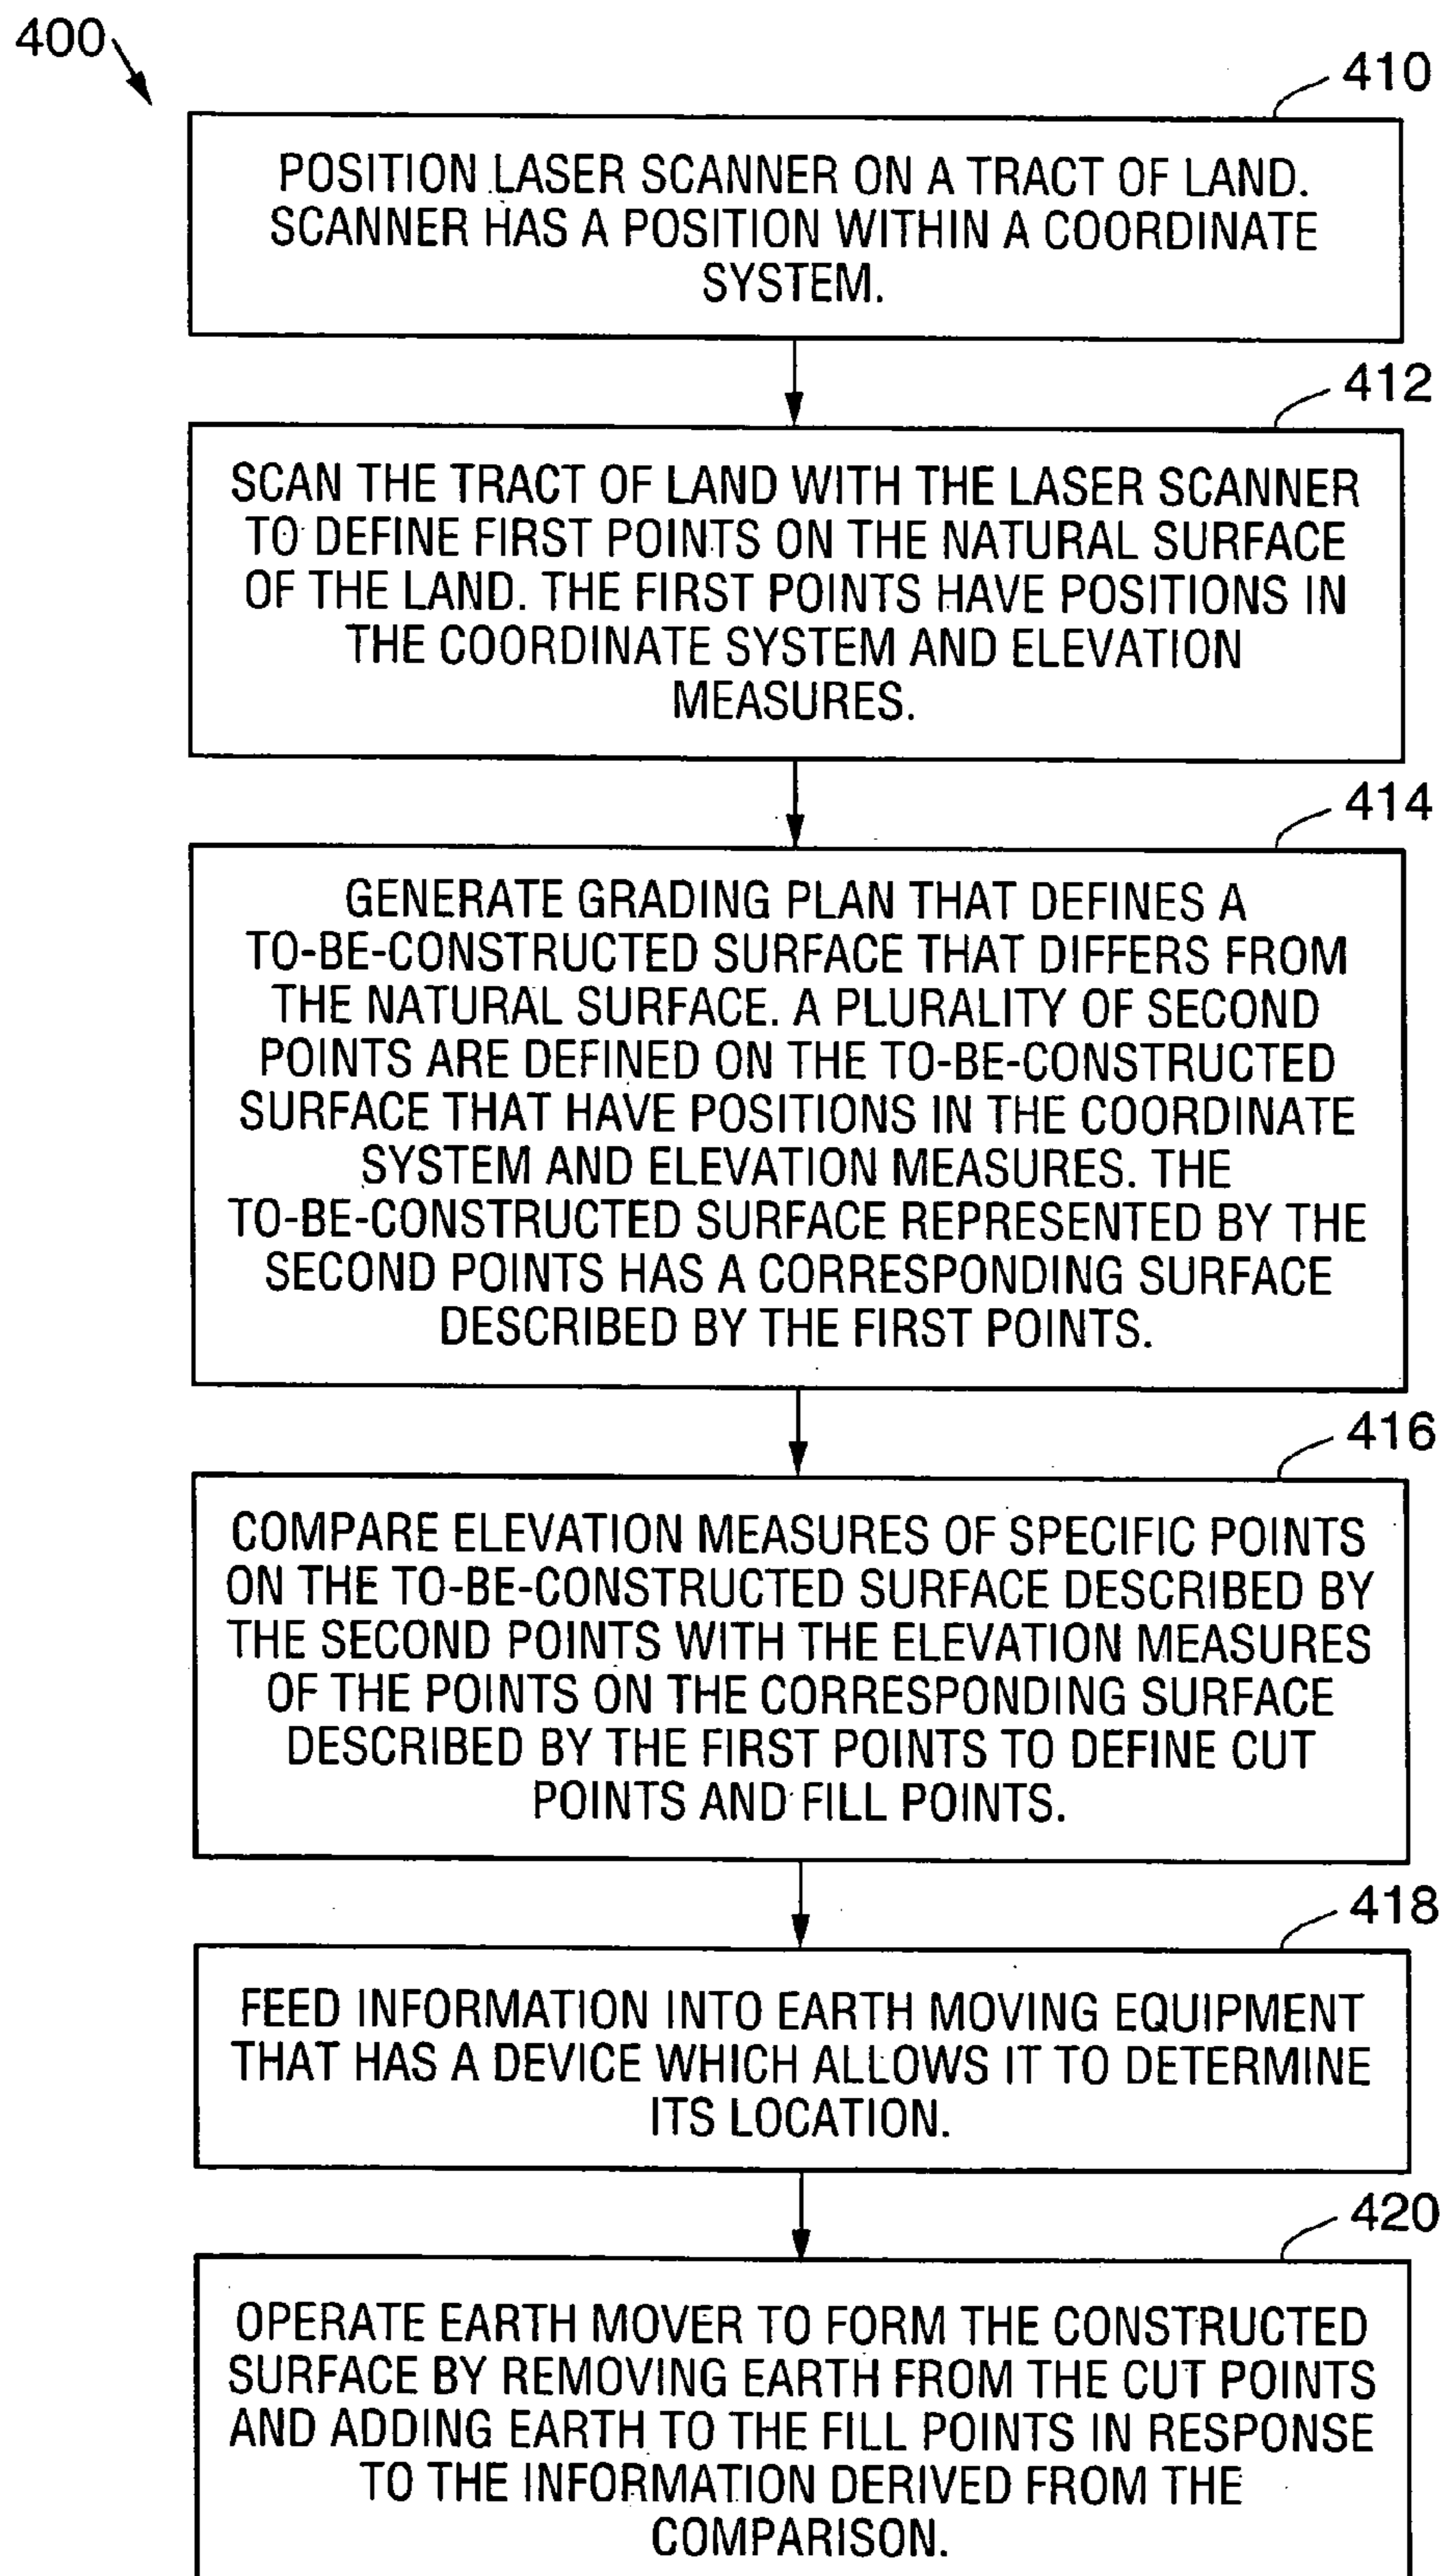 400
410
POSITION LASER SCANNER ON A TRACT OF LAND.
SCANNER HAS A POSITION WITHIN A COORDINATE
SYSTEM.
412
SCAN THE TRACT OF LAND WITH THE LASER SCANNER
TO DEFINE FIRST POINTS ON THE NATURAL SURFACE
OF THE LAND. THE FIRST POINTS HAVE POSITIONS IN
THE COORDINATE SYSTEM AND ELEVATION
MEASURES.
414
GENERATE GRADING PLAN THAT DEFINES A
TO-BE-CONSTRUCTED SURFACE THAT DIFFERS FROM
THE NATURAL SURFACE. A PLURALITY OF SECOND
POINTS ARE DEFINED ON THE TO-BE-CONSTRUCTED
SURFACE THAT HAVE POSITIONS IN THE COORDINATE
SYSTEM AND ELEVATION MEASURES. THE
TO-BE-CONSTRUCTED SURFACE REPRESENTED BY THE
SECOND POINTS HAS A CORRESPONDING SURFACE
DESCRIBED BY THE FIRST POINTS.
416
COMPARE ELEVATION MEASURES OF SPECIFIC POINTS
ON THE TO-BE-CONSTRUCTED SURFACE DESCRIBED BY
THE SECOND POINTS WITH THE ELEVATION MEASURES
OF THE POINTS ON THE CORRESPONDING SURFACE
DESCRIBED BY THE FIRST POINTS TO DEFINE CUT
POINTS AND FILL POINTS.
418
FEED INFORMATION INTO EARTH MOVING EQUIPMENT
THAT HAS A DEVICE WHICH ALLOWS IT TO DETERMINE
ITS LOCATION.
420
OPERATE EARTH MOVER TO FORM THE CONSTRUCTED
SURFACE BY REMOVING EARTH FROM THE CUT POINTS
AND ADDING EARTH TO THE FILL POINTS IN RESPONSE
TO THE INFORMATION DERIVED FROM THE
COMPARISON.